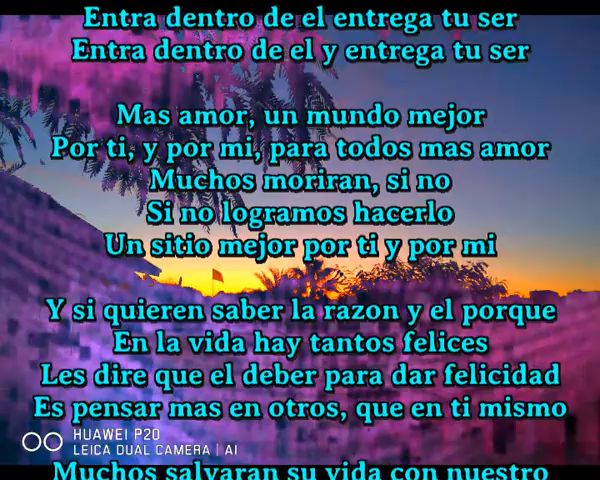 Entra dentro de el entrega tu ser
Entra dentro de el y entrega tu ser
Mas amor, un mundo mejor
Por ti, y por mi, para todos mas amor
Muchos moriran, si no
Si no logramos hacerlo
Un sitio mejor por ti y por mi
Y si quieren saber la razon y el porque
En la vida hay tantos felices
Les dire que el deber para dar felicidad
Es pensar mas en otros, que en ti mismo
HUAWEI P20
LEICA DUAL CAMERA | AI
Muchos salvaran su vida con nuestro